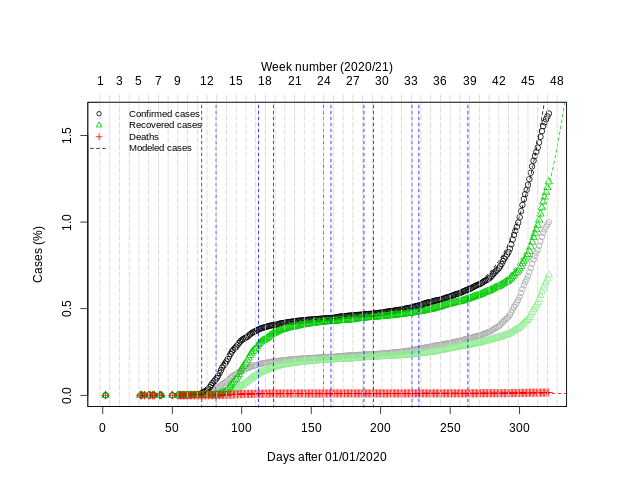 Week number (2020/21)
1 3 5 7 9 12 15 18 21 24 27 30 33 36 39 42 45 48
Confirmed cases
Recovered cases
Deaths
Modeled cases
Cases (%)
1.5
1.0
0.5
0.0
0 50 100 150 200 250 300
Days after 01/01/2020